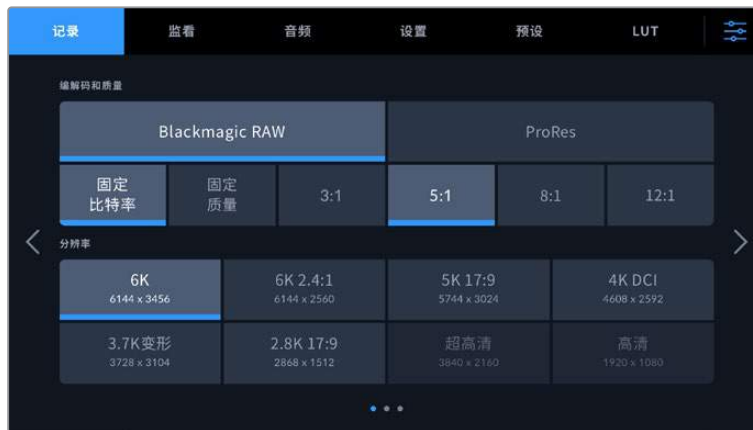 记录 监看 音频 设置 预设 LUT
编解码和质量
Blackmagic RAW ProRes
固定 固定
比特率 质量 3:1 5:1 8:1 12:1
分辨率
6K 6K 2.4:1 5K 17:9 4K DCI
6144 x 3456 6144 x 2560 5744 x 3024 4608 x 2592
3.7K变形 2.8K 17:9 超高清 高清
3728 x 3104 2868 x 1512 3840 x 2160 1920 x 1080